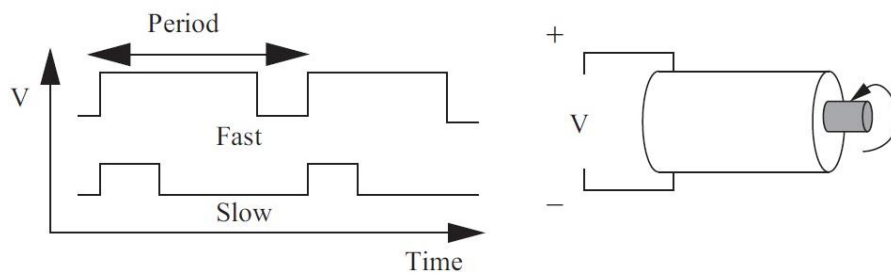 Period
V
Fast
Slow
Time
+
V
−